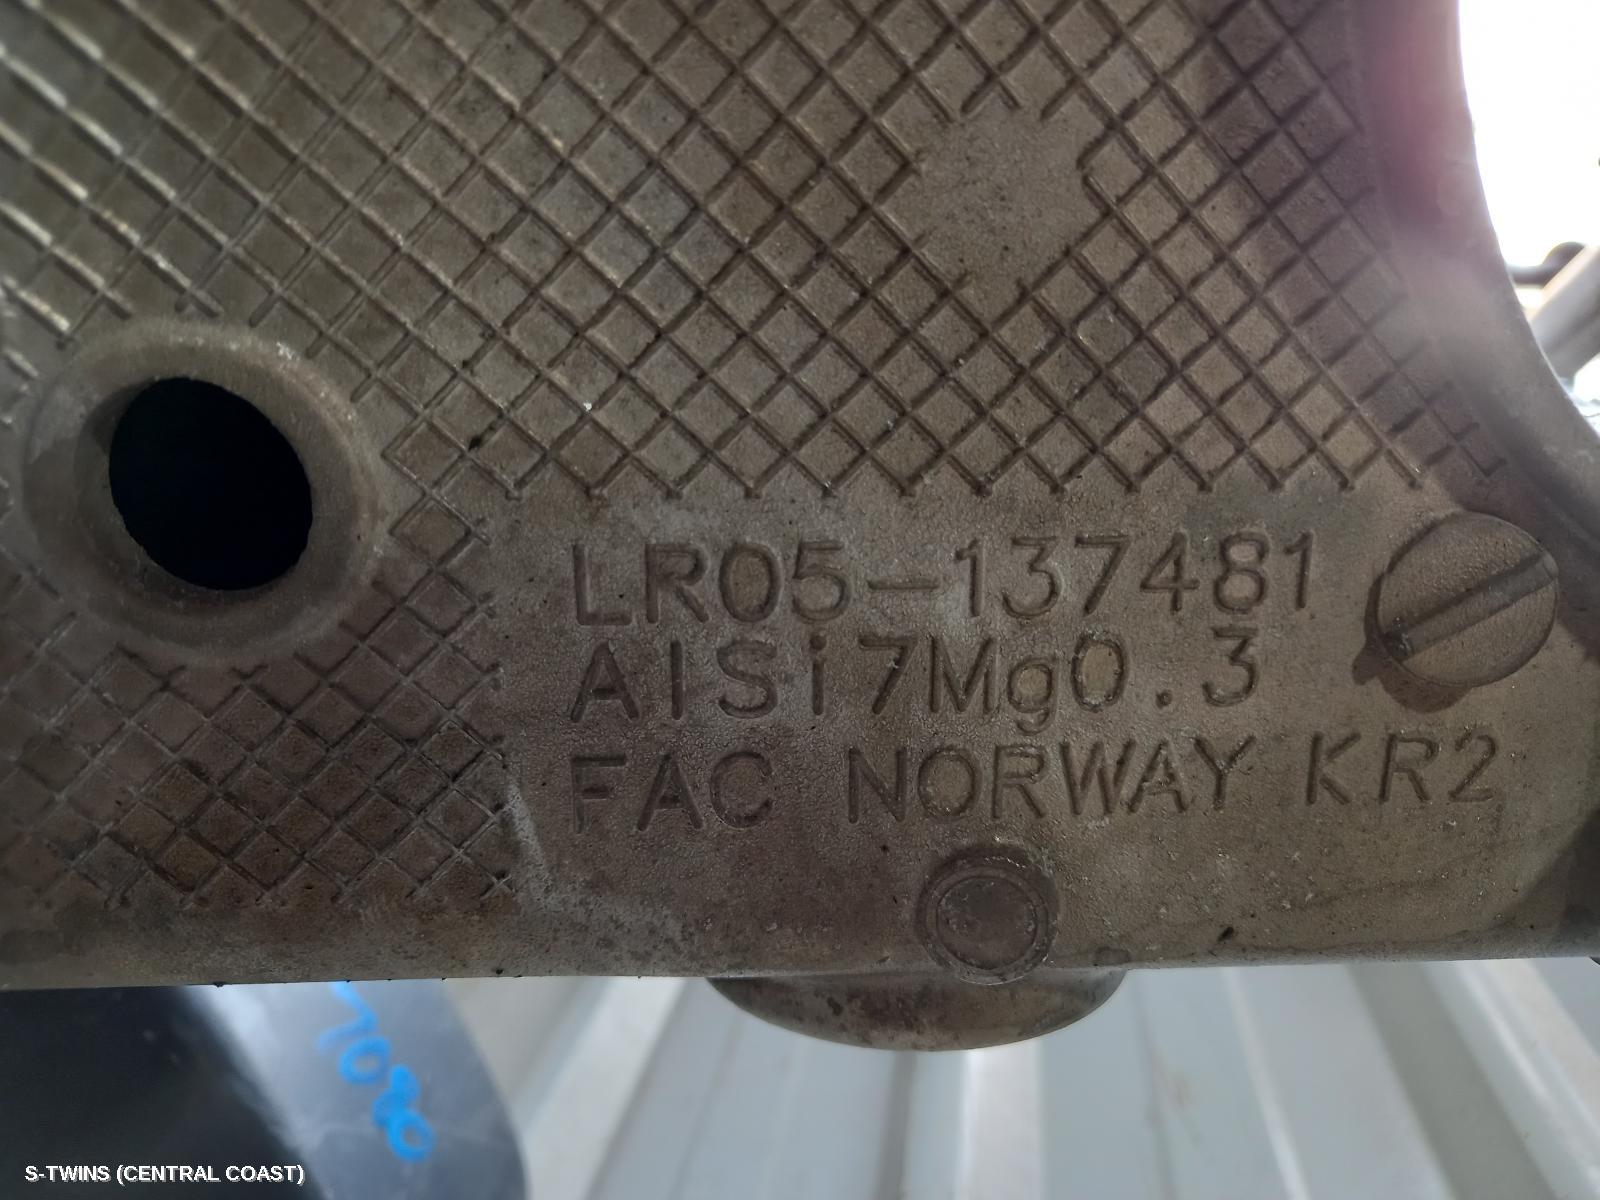 LR05-137481
AlSi7Mg0.3
FAC NORWAY KR2
S-TWINS (CENTRAL COAST)